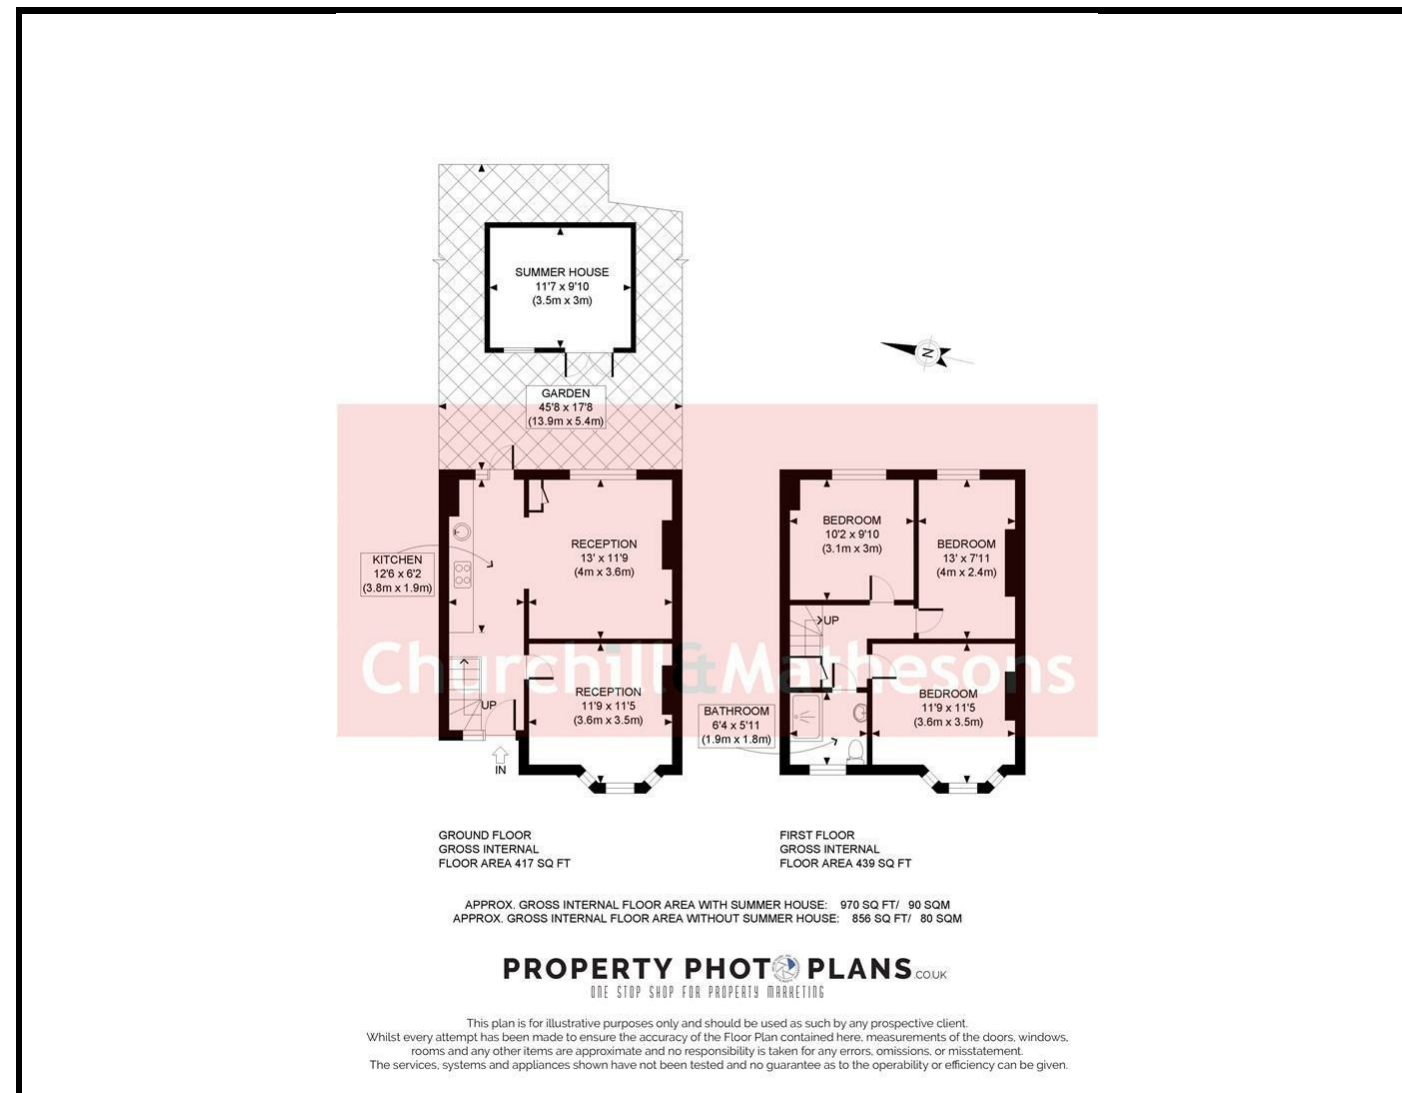 SUMMER HOUSE
11'7 x 9'10
(3.5m x 3m)
N
GARDEN
45'8 x 17'8
(13.9m x 5.4m)
KITCHEN
12'6 x 6'2
(3.8m x 1.9m)
RECEPTION
13' x 11'9
(4m x 3.6m)
BEDROOM
10'2 x 9'10
(3.1m x 3m)
BEDROOM
13' x 7'11
(4m x 2.4m)
UP
Churchill&Mathesons
UP
RECEPTION
11'9 x 11'5
(3.6m x 3.5m)
BATHROOM
6'4 x 5'11
(1.9m x 1.8m)
BEDROOM
11'9 x 11'5
(3.6m x 3.5m)
IN
GROUND FLOOR
GROSS INTERNAL
FLOOR AREA 417 SQ FT
FIRST FLOOR
GROSS INTERNAL
FLOOR AREA 439 SQ FT
APPROX. GROSS INTERNAL FLOOR AREA WITH SUMMER HOUSE: 970 SQ FT/ 90 SQM
APPROX. GROSS INTERNAL FLOOR AREA WITHOUT SUMMER HOUSE: 856 SQ FT/ 80 SQM
PROPERTY PHOTO PLANS.CO.UK
ONE STOP SHOP FOR PROPERTY MARKETING
This plan is for illustrative purposes only and should be used as such by any prospective client.
Whilst every attempt has been made to ensure the accuracy of the Floor Plan contained here, measurements of the doors, windows,
rooms and any other items are approximate and no responsibility is taken for any errors, omissions, or misstatement.
The services, systems and appliances shown have not been tested and no guarantee as to the operability or efficiency can be given.